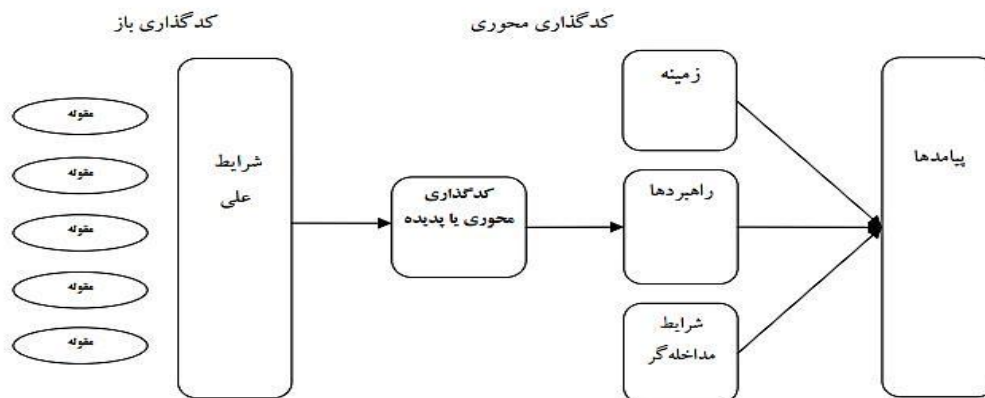 کدگذاری باز
کدگذاری محوری
مقوله
مقوله
مقوله
مقوله
مقوله
شرایط
علی
کدگذاری
محوری یا پدیده
زمینه
راهبردها
شرایط
مداخله‌گر
پیامدها